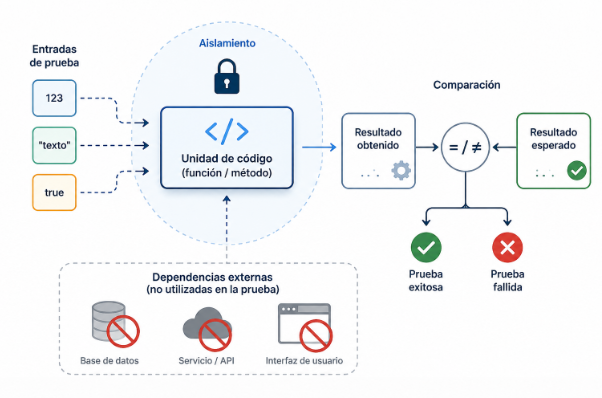 Entradas
de prueba
123
"texto"
true
Aislamiento
</>
Unidad de código
(función / método)
Dependencias externas
(no utilizadas en la prueba)
Base de datos
Servicio / API
Interfaz de usuario
Comparación
Resultado
obtenido
= / ≠
Resultado
esperado
Prueba
exitosa
Prueba
fallida